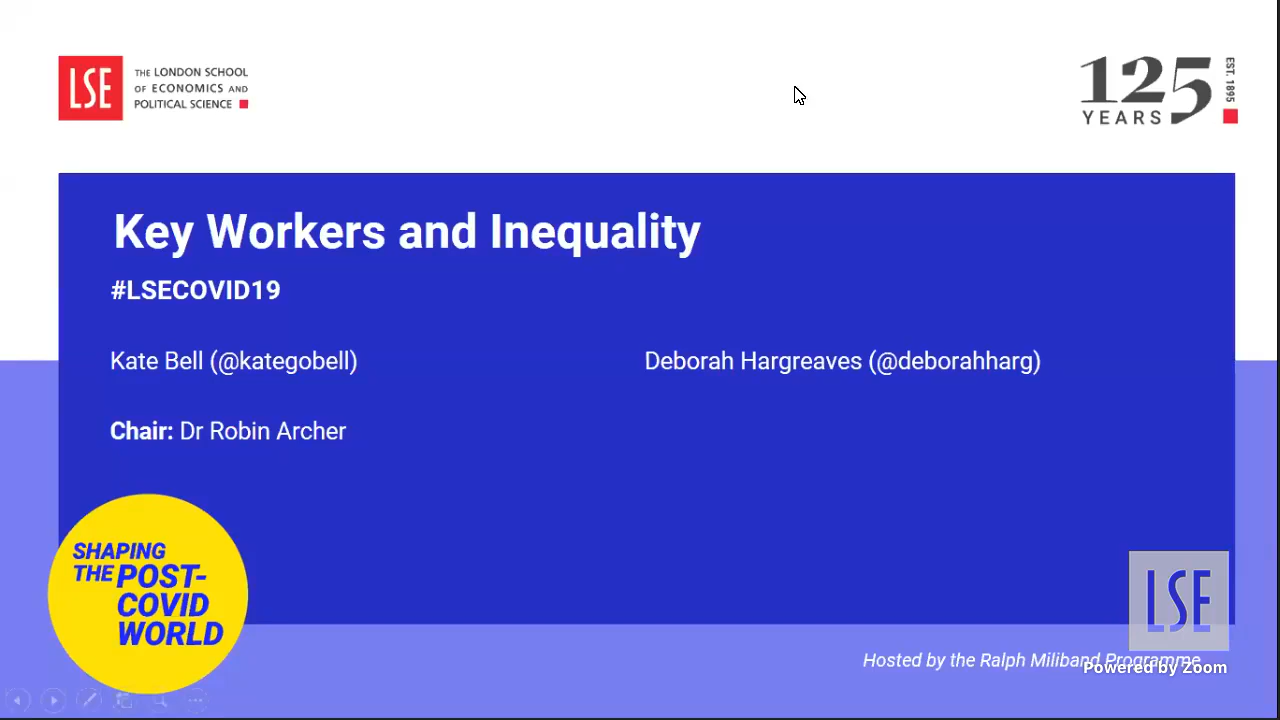 LSE
THE LONDON SCHOOL
OF ECONOMICS AND
POLITICAL SCIENCE
125
YEARS
EST. 1895
Key Workers and Inequality
#LSECOVID19
Kate Bell (@kategobell)
Deborah Hargreaves (@deborahharg)
Chair: Dr Robin Archer
SHAPING
THE POST-
COVID
WORLD
LSE
Hosted by the Ralph Miliband Programme
Powered by Zoom